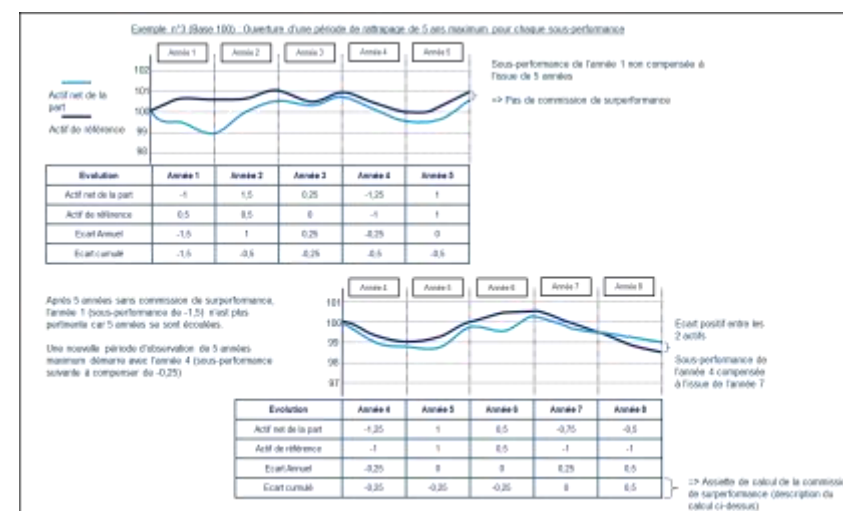 Exemple n°3 (Base 100) : Ouverture d'une période de rattrapage de 5 ans maximum pour chaque sous-performance
Année 1 Année 2 Année 3 Année 4 Année 5
102
101
100
99
98
Actif net de la
part
Actif de référence
Sous-performance de l'année 1 non compensée à
l'issue de 5 années
=> Pas de commission de surperformance
Evolution Année 1 Année 2 Année 3 Année 4 Année 5
Actif net de la part -1 1,5 0,25 -1,25 1
Actif de référence 0,5 0,5 0 -1 1
Ecart Annuel -1,5 1 0,25 -0,25 0
Ecart cumulé -1,5 -0,5 -0,25 -0,5 -0,5
Après 5 années sans commission de surperformance,
l'année 1 (sous-performance de -1,5) n'est plus
pertinente car 5 années se sont écoulées.
Une nouvelle période d'observation de 5 années
maximum démarre avec l'année 4 (sous-performance
suivante à compenser de -0,25)
Année 4 Année 5 Année 6 Année 7 Année 8
101
100
99
98
97
Ecart positif entre les
2 actifs
Sous-performance de
l'année 4 compensée
à l'issue de l'année 7
Evolution Année 4 Année 5 Année 6 Année 7 Année 8
Actif net de la part -1,25 1 0,5 -0,75 -0,5
Actif de référence -1 1 0,5 -1 -1
Ecart Annuel -0,25 0 0 0,25 0,5
Ecart cumulé -0,25 -0,25 -0,25 0 0,5
=> Assiette de calcul de la commission
de surperformance (description du
calcul ci-dessus)